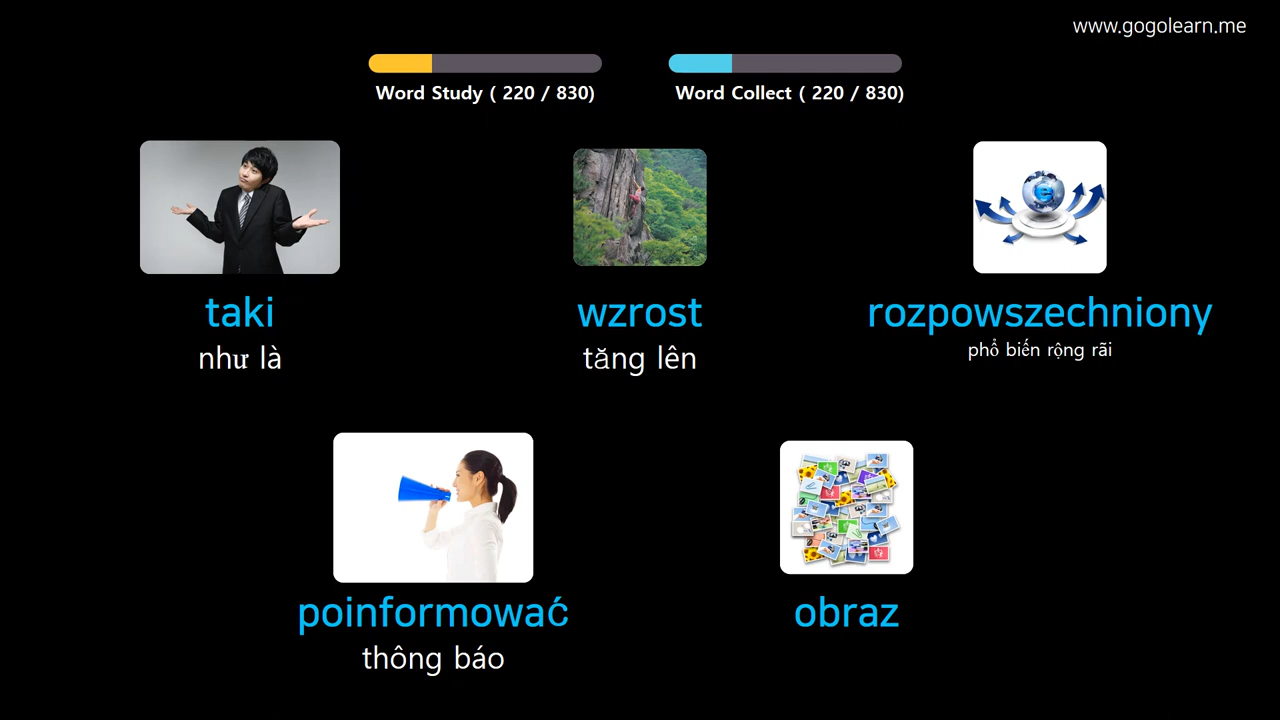 www.gogolearn.me
Word Study ( 220 / 830)
Word Collect ( 220 / 830)
taki
như là
wzrost
tăng lên
rozpowszechniony
phổ biến rộng rãi
poinformować
thông báo
obraz